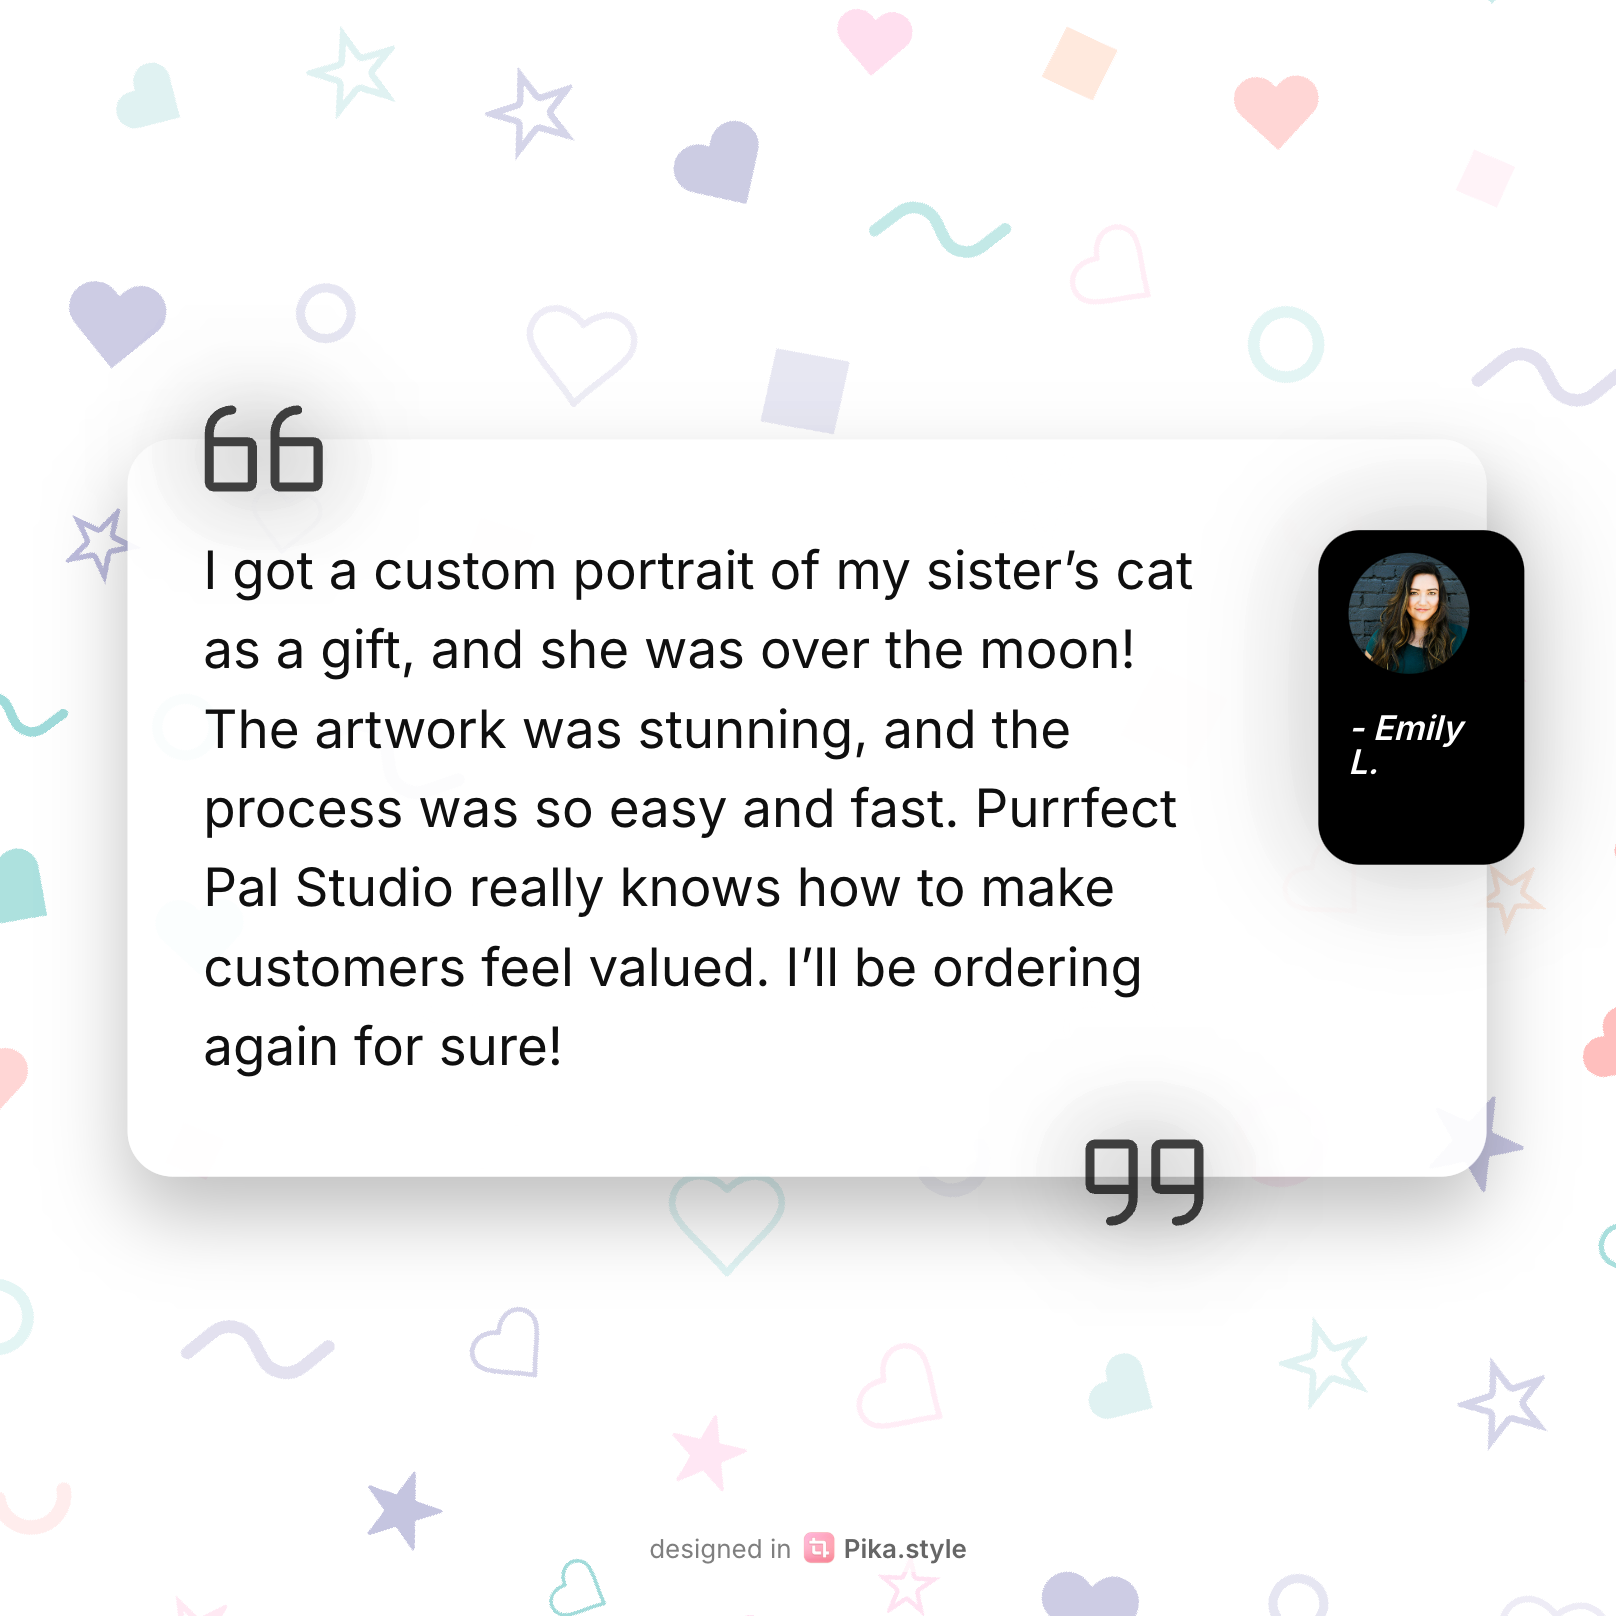 I got a custom portrait of my sister’s cat
as a gift, and she was over the moon!
The artwork was stunning, and the
process was so easy and fast. Purrfect
Pal Studio really knows how to make
customers feel valued. I’ll be ordering
again for sure!
- Emily
L.
designed in Pika.style